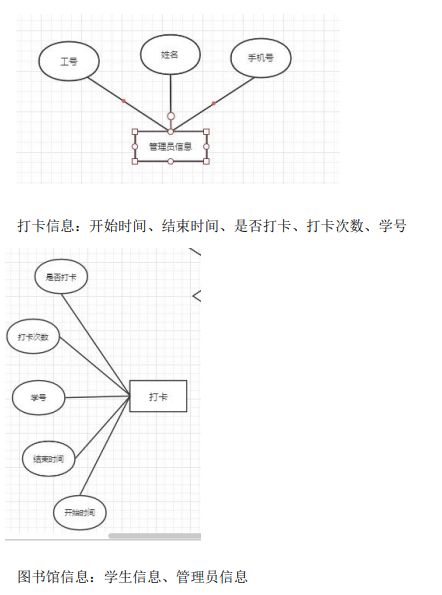 工号
姓名
手机号
管理员信息
打卡信息：开始时间、结束时间、是否打卡、打卡次数、学号
是否打卡
打卡次数
学号
打卡
结束时间
开始时间
图书馆信息：学生信息、管理员信息